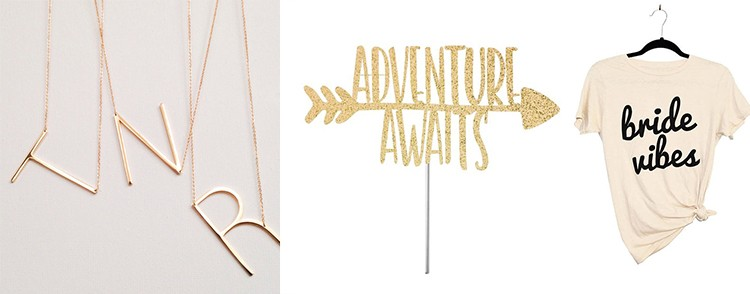 T
N
R
ADVENTURE
AWAITS
bride
vibes